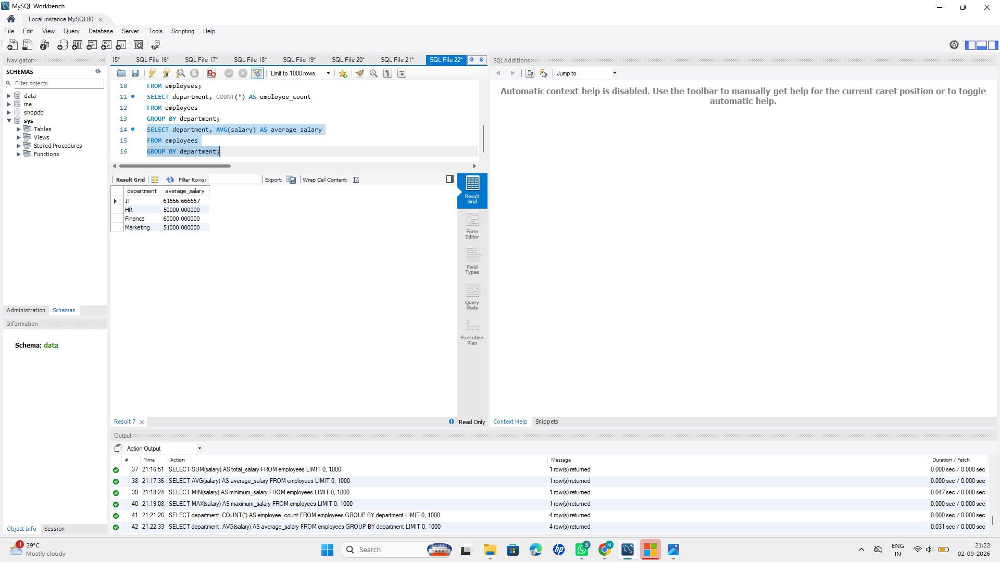 MySQL Workbench
Local instance MySQL80
File Edit View Query Database Server Tools Scripting Help
Navigator
SCHEMAS
Filter objects
data
me
shopdb
sys
Tables
Views
Stored Procedures
Functions
Administration Schemas
Information
Schema: data
Object Info Session
15* SQL File 16* SQL File 17* SQL File 18* SQL File 19* SQL File 20* SQL File 21* SQL File 22*
Limit to 1000 rows
10 FROM employees;
11 SELECT department, COUNT(*) AS employee_count
12 FROM employees
13 GROUP BY department;
14 SELECT department, AVG(salary) AS average_salary
15 FROM employees
16 GROUP BY department;
Result Grid Filter Rows: Export: Wrap Cell Content:
department average_salary
IT 61666.666667
HR 50000.000000
Finance 60000.000000
Marketing 51000.000000
Result
Grid
Form
Editor
Field
Types
Query
Stats
Execution
Plan
Result 7 Read Only
SQLAdditions
Jump to
Automatic context help is disabled. Use the toolbar to manually get help for the current caret position or to toggle
automatic help.
Context Help Snippets
Output
Action Output
# Time Action Message Duration / Fetch
37 21:16:51 SELECT SUM(salary) AS total_salary FROM employees LIMIT 0, 1000 1 row(s) returned 0.000 sec / 0.000 sec
38 21:17:36 SELECT AVG(salary) AS average_salary FROM employees LIMIT 0, 1000 1 row(s) returned 0.000 sec / 0.000 sec
39 21:18:24 SELECT MIN(salary) AS minimum_salary FROM employees LIMIT 0, 1000 1 row(s) returned 0.047 sec / 0.000 sec
40 21:19:08 SELECT MAX(salary) AS maximum_salary FROM employees LIMIT 0, 1000 1 row(s) returned 0.000 sec / 0.000 sec
41 21:21:26 SELECT department, COUNT(*) AS employee_count FROM employees GROUP BY department LIMIT 0, 1000 4 row(s) returned 0.000 sec / 0.000 sec
42 21:22:33 SELECT department, AVG(salary) AS average_salary FROM employees GROUP BY department LIMIT 0, 1000 4 row(s) returned 0.031 sec / 0.000 sec
1
29°C
Mostly cloudy
Search
hp
3
M
ENG
IN
21:22
02-09-2026